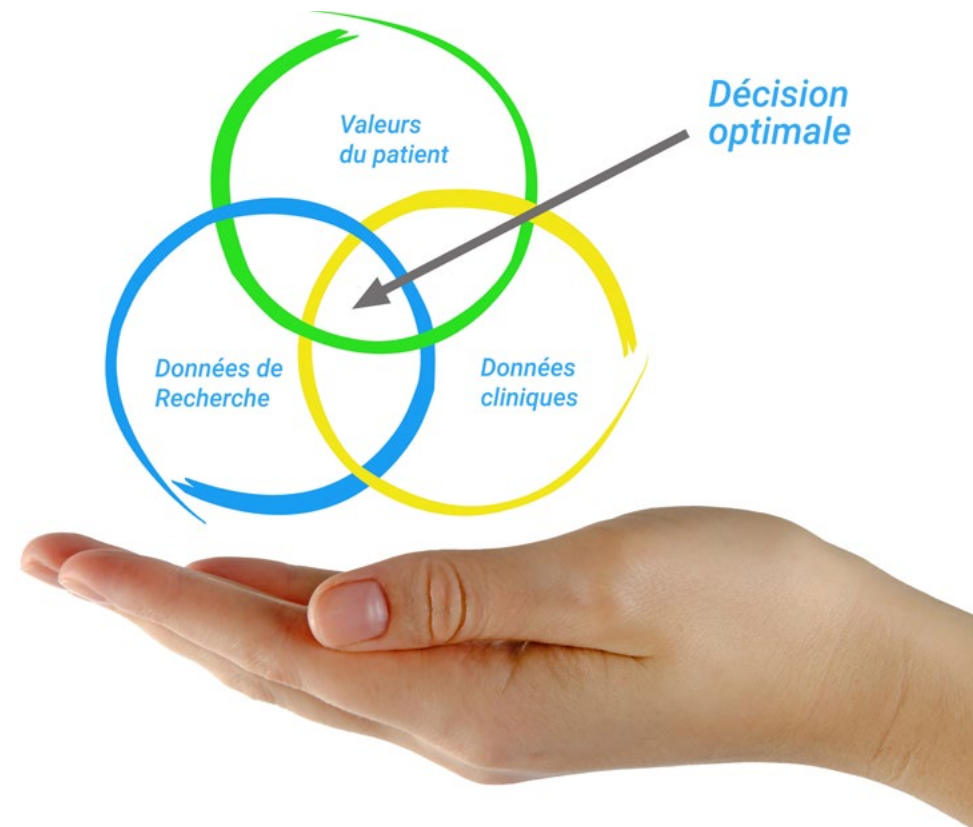 Décision
optimale
Valeurs
du patient
Données de
Recherche
Données
cliniques